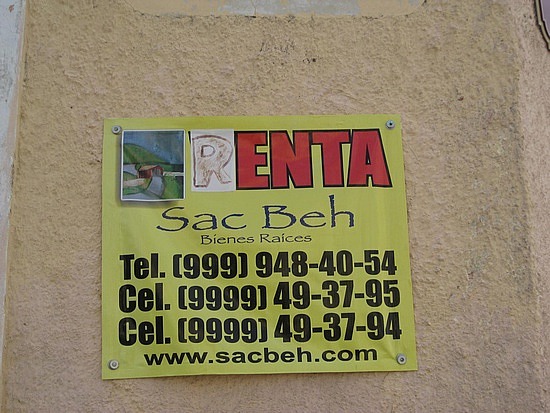 RENTA
Sac Beh
Bienes Raíces
Tel. (999) 948-40-54
Cel. (9999) 49-37-95
Cel. (9999) 49-37-94
www.sacbeh.com